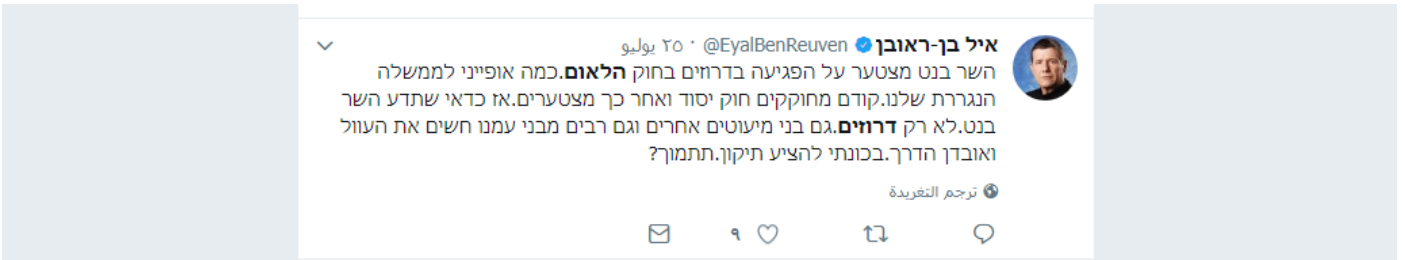 איל בן-ראובן @EyalBenReuven · ٢٥ يوليو
השר בנט מצטער על הפגיעה בדרוזים בחוק הלאום.כמה אופייני לממשלה
הנגררת שלנו.קודם מחוקקים חוק יסוד ואחר כך מצטערים.אז כדאי שתדע השר
בנט.לא רק דרוזים.גם בני מיעוטים אחרים וגם רבים מבני עמנו חשים את העוול
ואובדן הדרך.בכונתי להציע תיקון.תתמוך?
ترجم التغريدة
٩